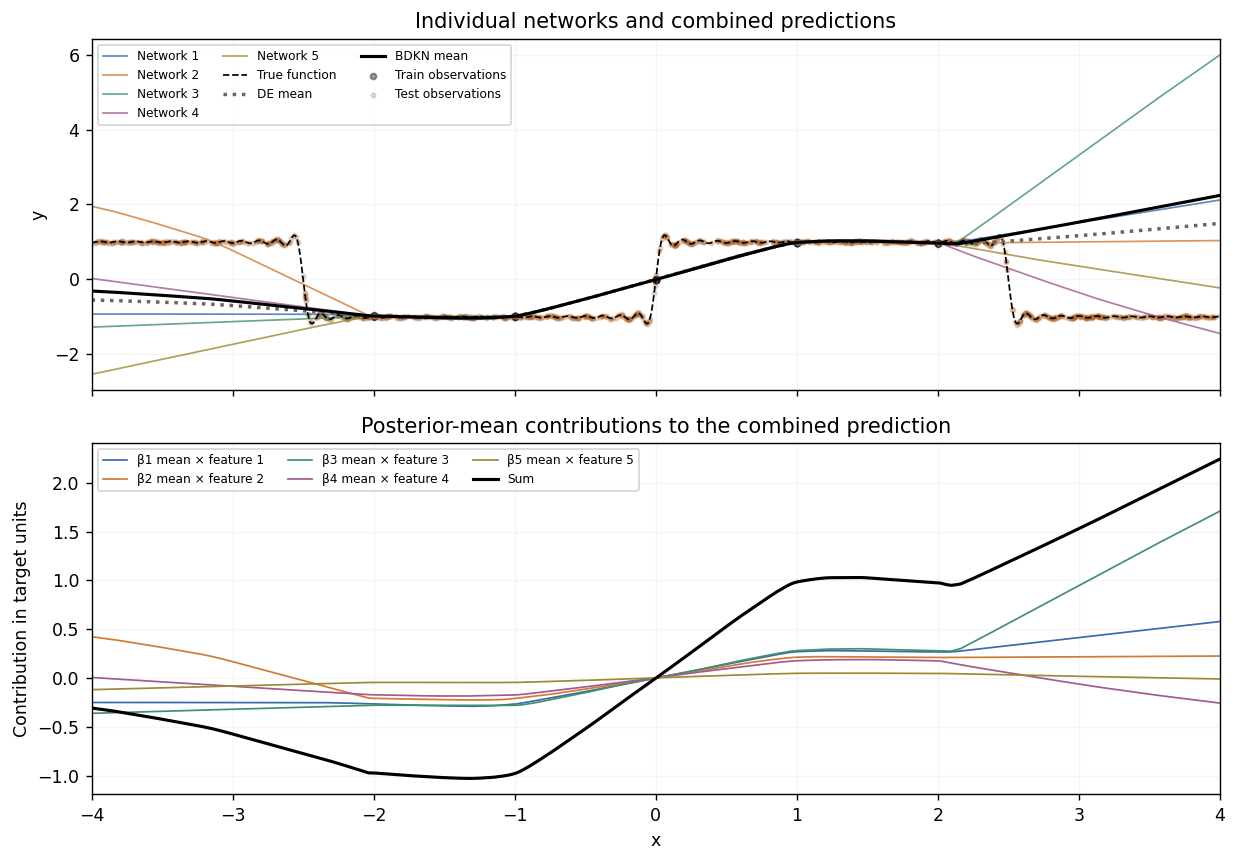 Individual networks and combined predictions
Network 1
Network 2
Network 3
Network 4
Network 5
True function
DE mean
BDKN mean
Train observations
Test observations
6
4
2
0
−2
y
Posterior-mean contributions to the combined prediction
β1 mean × feature 1
β2 mean × feature 2
β3 mean × feature 3
β4 mean × feature 4
β5 mean × feature 5
Sum
2.0
1.5
1.0
0.5
0.0
−0.5
−1.0
Contribution in target units
−4 −3 −2 −1 0 1 2 3 4
x